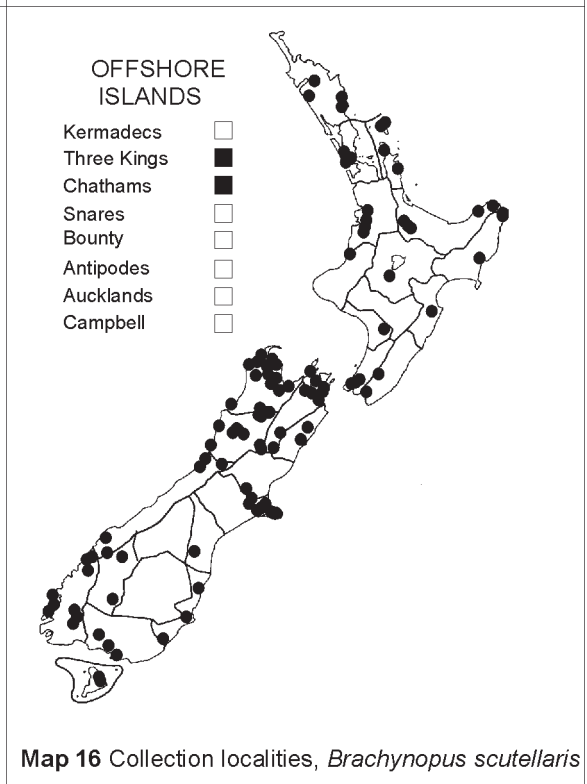 OFFSHORE
ISLANDS
Kermadecs
Three Kings
Chathams
Snares
Bounty
Antipodes
Aucklands
Campbell
Map 16 Collection localities, Brachynopus scutellaris